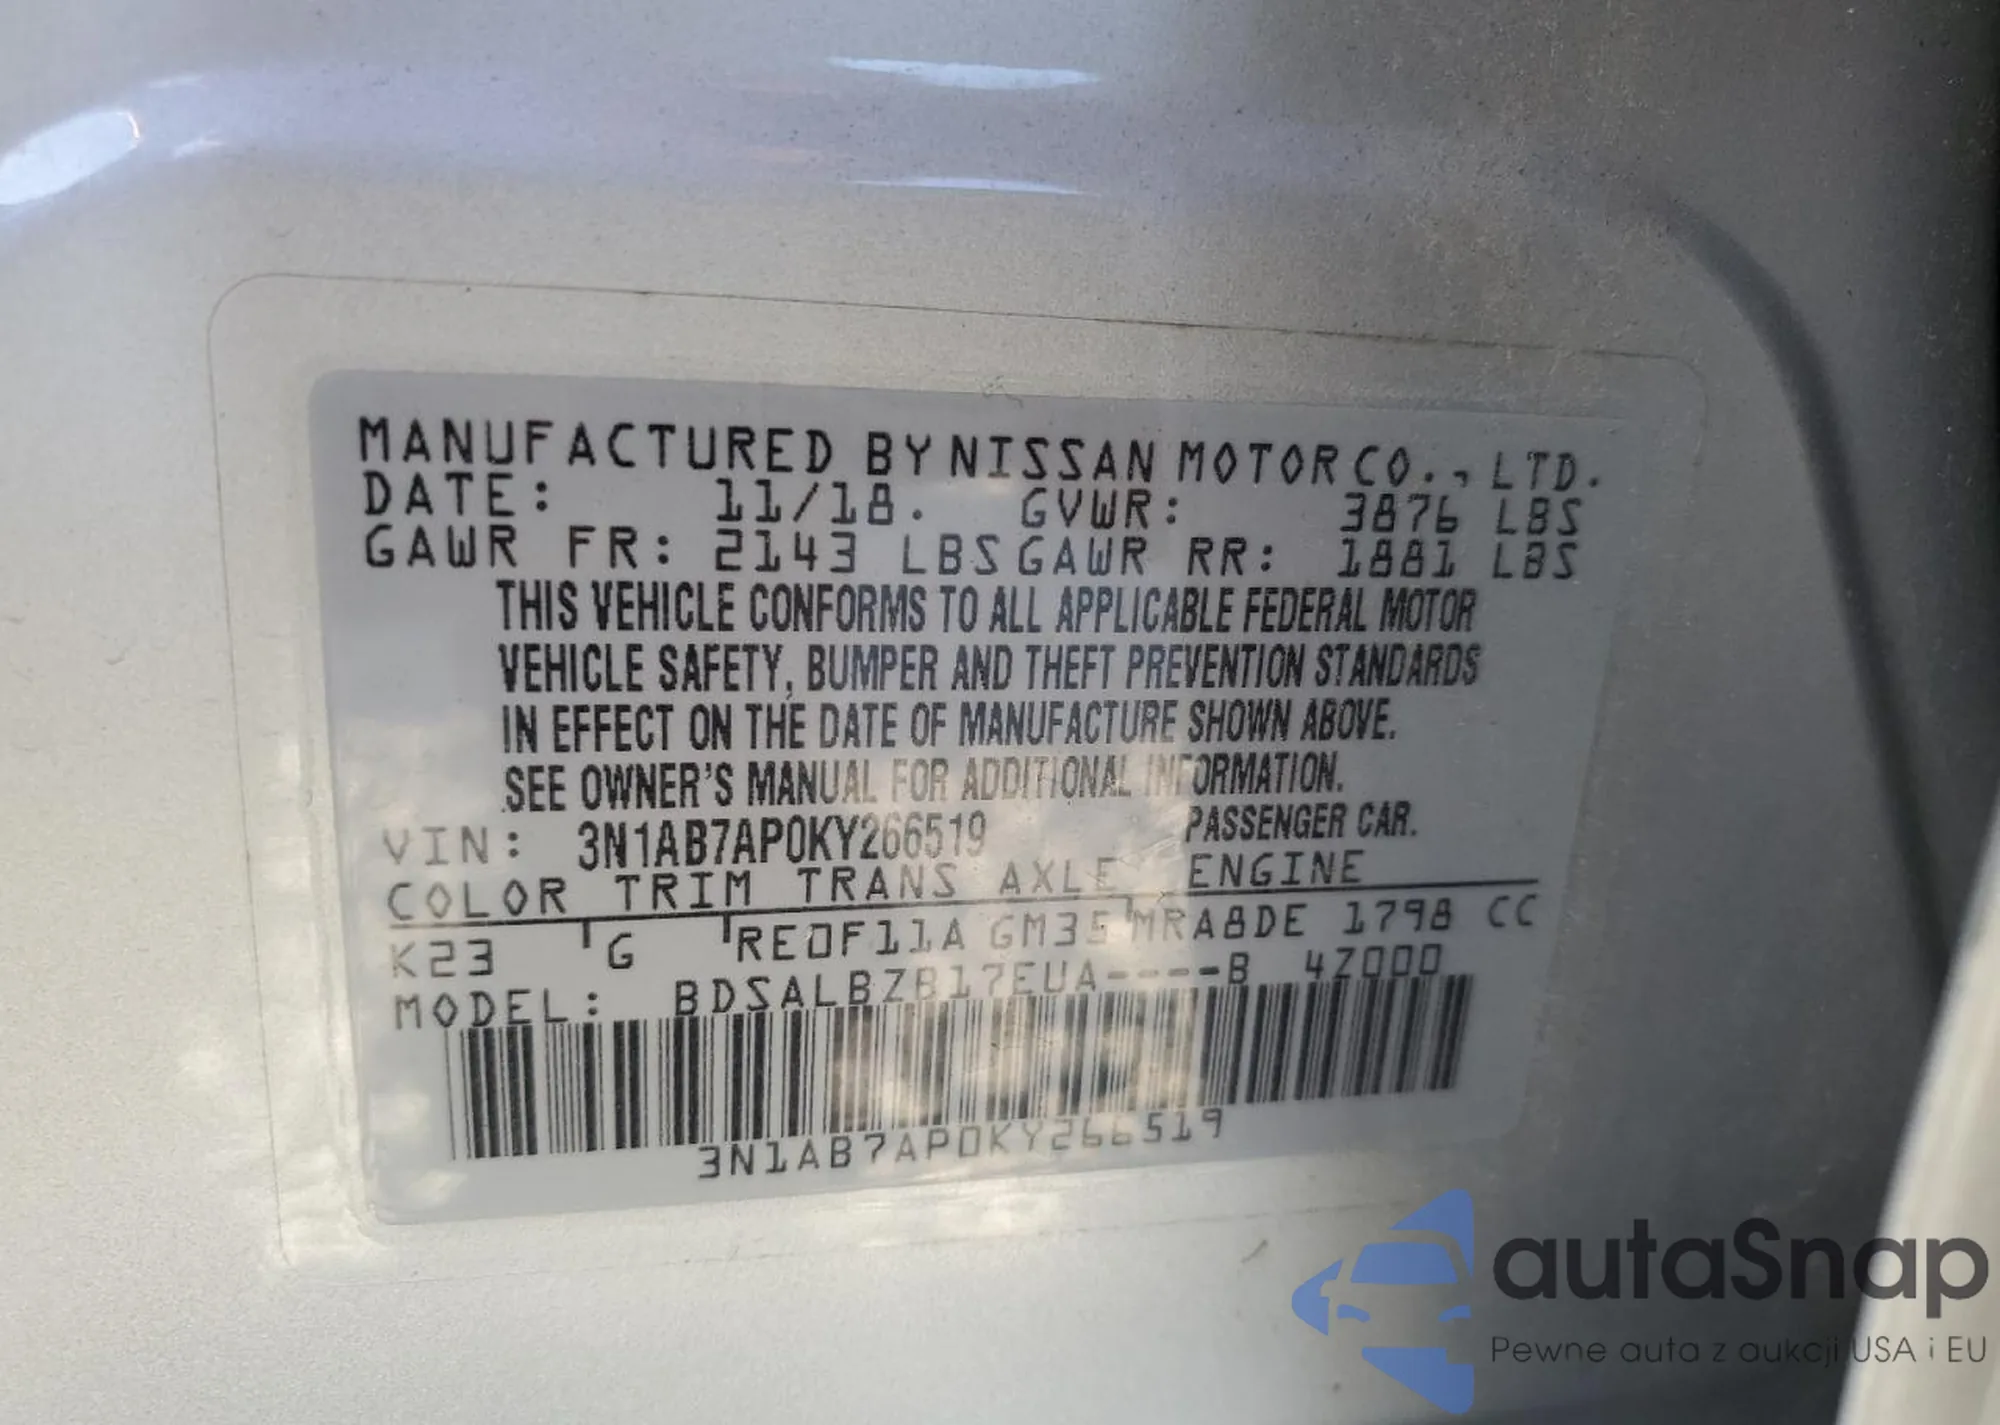 MANUFACTURED BY NISSAN MOTOR CO., LTD.
DATE: 11/18. GVWR: 3876 LBS
GAWR FR: 2143 LBS GAWR RR: 1881 LBS
THIS VEHICLE CONFORMS TO ALL APPLICABLE FEDERAL MOTOR
VEHICLE SAFETY, BUMPER AND THEFT PREVENTION STANDARDS
IN EFFECT ON THE DATE OF MANUFACTURE SHOWN ABOVE.
SEE OWNER'S MANUAL FOR ADDITIONAL INFORMATION.
VIN: 3N1AB7AP0KY266519 PASSENGER CAR.
COLOR TRIM TRANS AXLE ENGINE
K23 G RE0F11A GM35 MRA8DE 1798 CC
MODEL: BDSALBZB17EUA----B 4Z000
3N1AB7AP0KY266519
autaSnap
Pewne auta z aukcji USA i EU